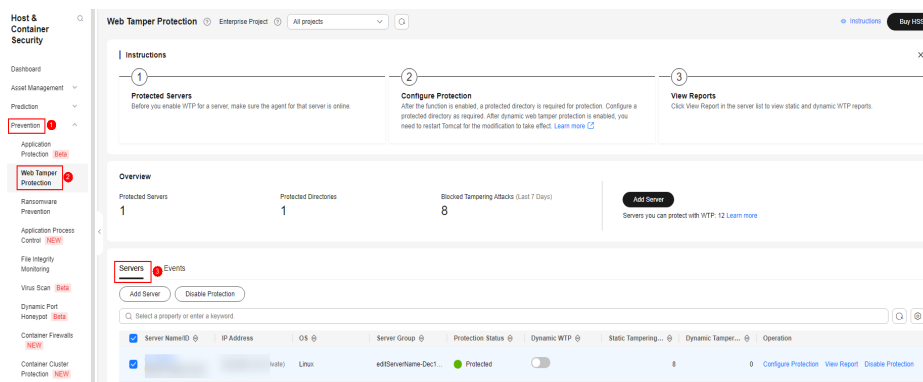 Host &
Container
Security
Dashboard
Asset Management
Prediction
Prevention 1
Application
Protection Beta
Web Tamper
Protection 2
Ransomware
Prevention
Application Process
Control NEW
File Integrity
Monitoring
Virus Scan Beta
Dynamic Port
Honeypot Beta
Container Firewalls
NEW
Container Cluster
Protection NEW
Web Tamper Protection ? Enterprise Project ? All projects
Instructions Buy HSS
Instructions
1 2 3
Protected Servers
Before you enable WTP for a server, make sure the agent for that server is online.
Configure Protection
After the function is enabled, a protected directory is required for protection. Configure a
protected directory as required. After dynamic web tamper protection is enabled, you
need to restart Tomcat for the modification to take effect. Learn more
View Reports
Click View Report in the server list to view static and dynamic WTP reports.
Overview
Protected Servers
1
Protected Directories
1
Blocked Tampering Attacks (Last 7 Days)
8
Add Server
Servers you can protect with WTP: 12 Learn more
Servers 3 Events
Add Server Disable Protection
Select a property or enter a keyword.
Server Name/ID IP Address OS Server Group Protection Status Dynamic WTP Static Tampering... Dynamic Tamper... Operation
ivate) Linux editServerName-Dec1... Protected 8 0 Configure Protection View Report Disable Protection